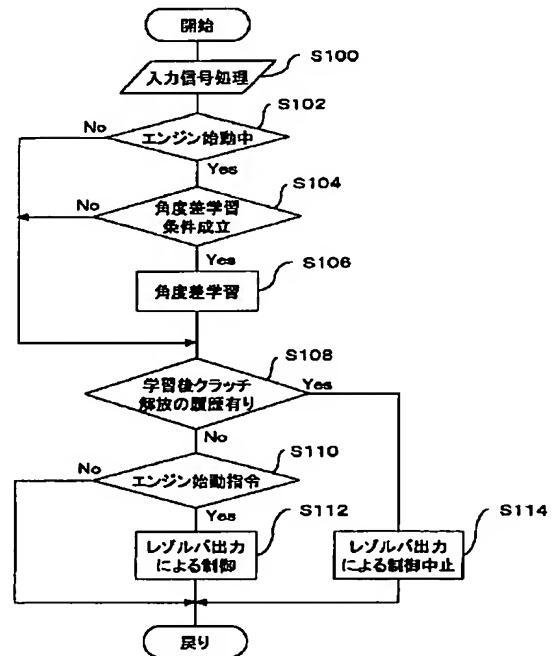 開始
入力信号処理
S100
エンジン始動中
S102
No
Yes
角度差学習
条件成立
S104
No
Yes
角度差学習
S106
学習後クラッチ
解放の履歴有り
S108
Yes
No
エンジン始動指令
S110
No
Yes
レゾルバ出力
による制御
S112
レゾルバ出力
による制御中止
S114
戻り